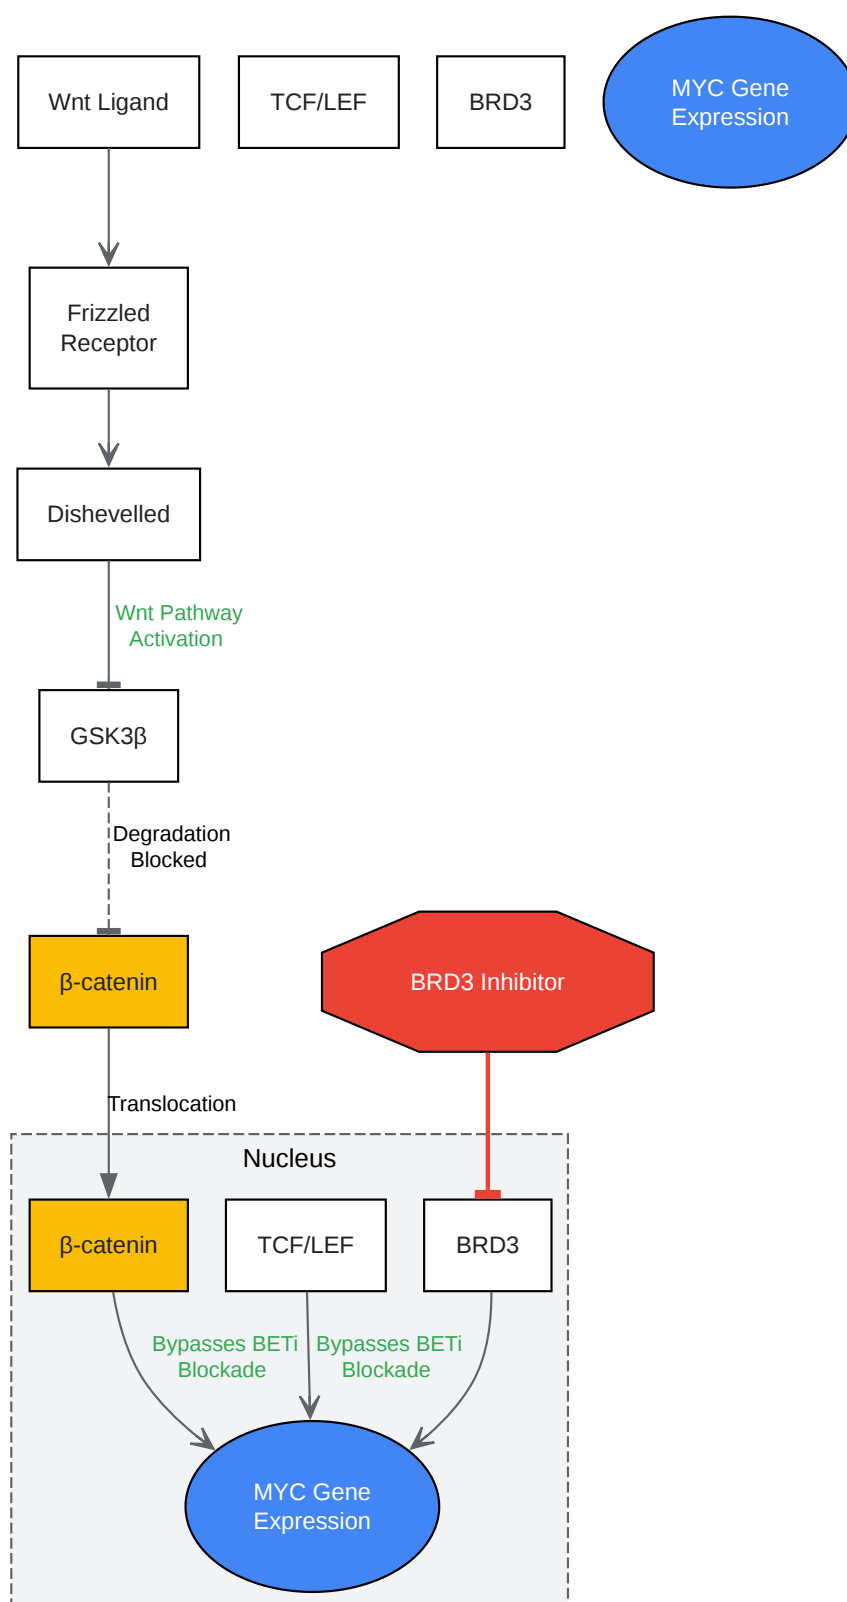 Wnt Ligand
TCF/LEF
BRD3
MYC Gene
Expression
Frizzled
Receptor
Dishevelled
Wnt Pathway
Activation
GSK3β
Degradation
Blocked
β-catenin
BRD3 Inhibitor
Translocation
Nucleus
β-catenin
TCF/LEF
BRD3
Bypasses BETi
Blockade
Bypasses BETi
Blockade
MYC Gene
Expression